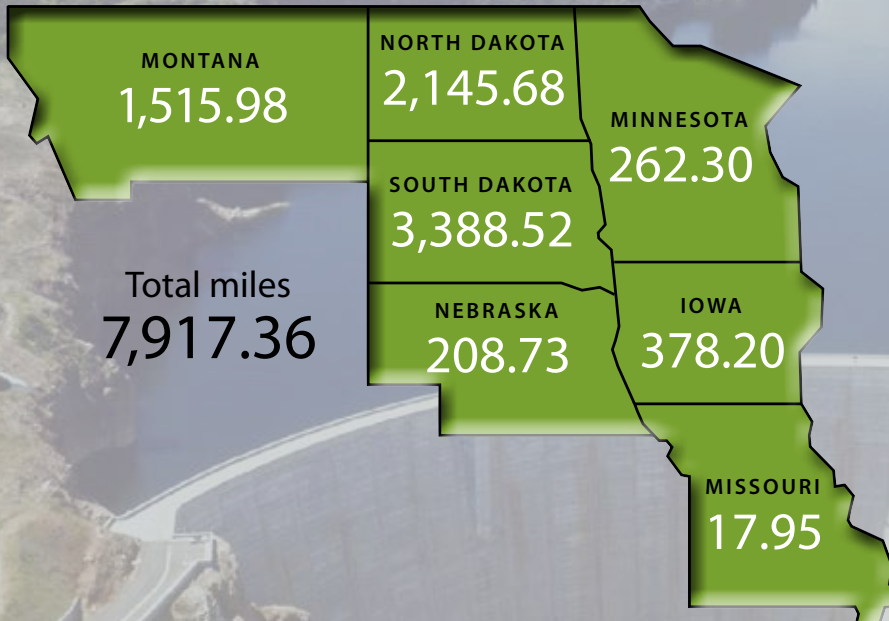 MONTANA
1,515.98
NORTH DAKOTA
2,145.68
MINNESOTA
262.30
SOUTH DAKOTA
3,388.52
Total miles
7,917.36
NEBRASKA
208.73
IOWA
378.20
MISSOURI
17.95